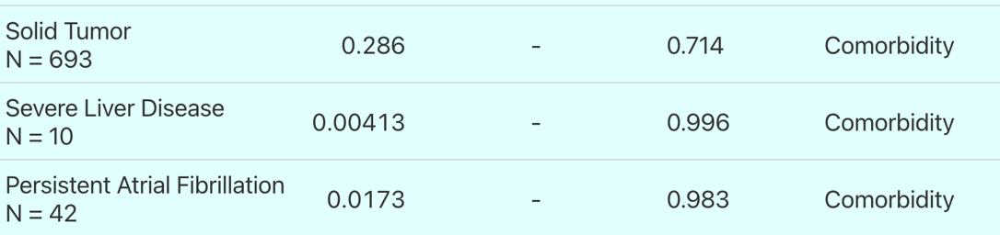 Solid Tumor
N = 693
0.286 - 0.714 Comorbidity
Severe Liver Disease
N = 10
0.00413 - 0.996 Comorbidity
Persistent Atrial Fibrillation
N = 42
0.0173 - 0.983 Comorbidity